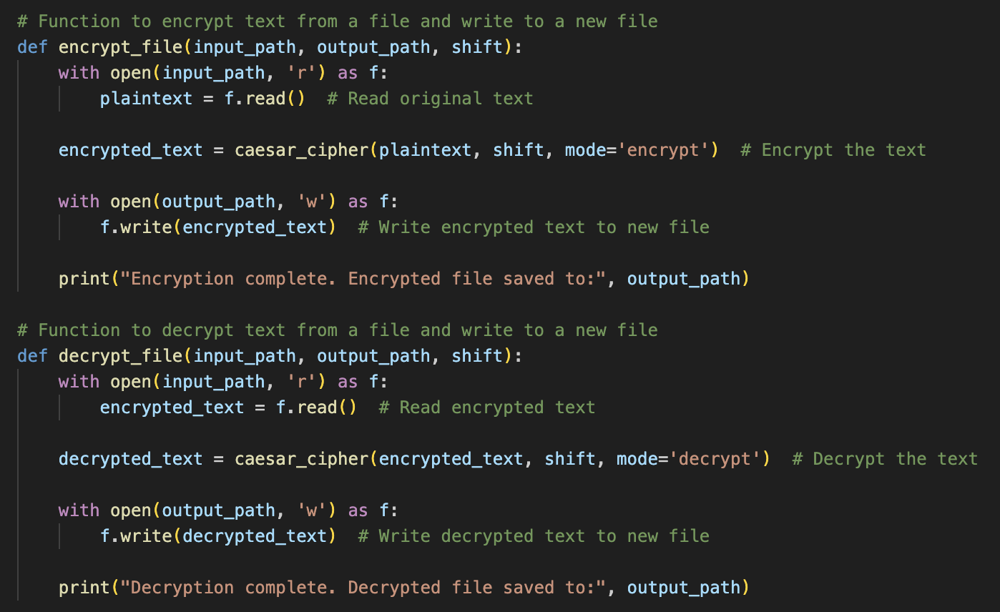 # Function to encrypt text from a file and write to a new file
def encrypt_file(input_path, output_path, shift):
    with open(input_path, 'r') as f:
        plaintext = f.read()  # Read original text
    encrypted_text = caesar_cipher(plaintext, shift, mode='encrypt')  # Encrypt the text
    with open(output_path, 'w') as f:
        f.write(encrypted_text)  # Write encrypted text to new file
    print("Encryption complete. Encrypted file saved to:", output_path)
# Function to decrypt text from a file and write to a new file
def decrypt_file(input_path, output_path, shift):
    with open(input_path, 'r') as f:
        encrypted_text = f.read()  # Read encrypted text
    decrypted_text = caesar_cipher(encrypted_text, shift, mode='decrypt')  # Decrypt the text
    with open(output_path, 'w') as f:
        f.write(decrypted_text)  # Write decrypted text to new file
    print("Decryption complete. Decrypted file saved to:", output_path)